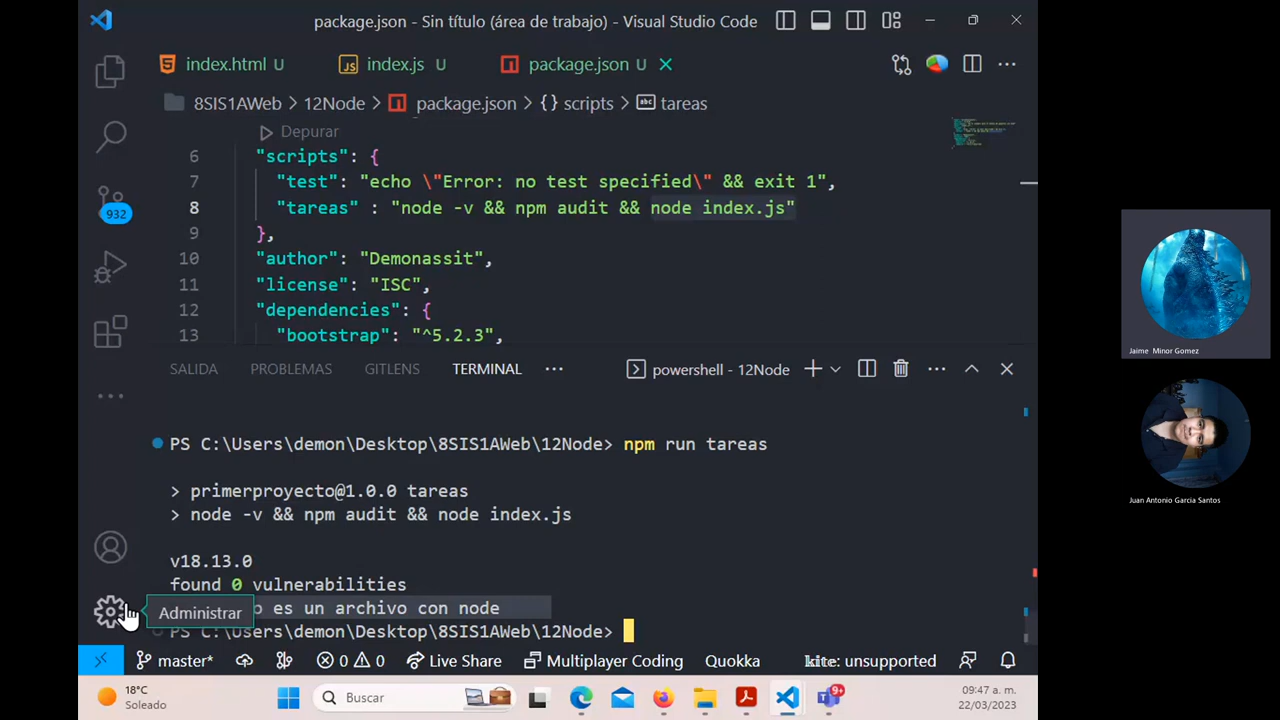 package.json - Sin título (área de trabajo) - Visual Studio Code
index.html U
index.js U
package.json U
8SIS1AWeb > 12Node > package.json > {} scripts > abc tareas
Depurar
6 "scripts": {
7 "test": "echo \"Error: no test specified\" && exit 1",
8 "tareas" : "node -v && npm audit && node index.js"
9 },
10 "author": "Demonassit",
11 "license": "ISC",
12 "dependencies": {
13 "bootstrap": "^5.2.3",
932
SALIDA PROBLEMAS GITLENS TERMINAL
powershell - 12Node
PS C:\Users\demon\Desktop\8SIS1AWeb\12Node> npm run tareas
> primerproyecto@1.0.0 tareas
> node -v && npm audit && node index.js
v18.13.0
found 0 vulnerabilities
es un archivo con node
Administrar
PS C:\Users\demon\Desktop\8SIS1AWeb\12Node>
master* 0 0 Live Share Multiplayer Coding Quokka kite: unsupported
18°C
Soleado
Buscar
9+
09:47 a. m.
22/03/2023
Jaime Minor Gomez
Juan Antonio Garcia Santos